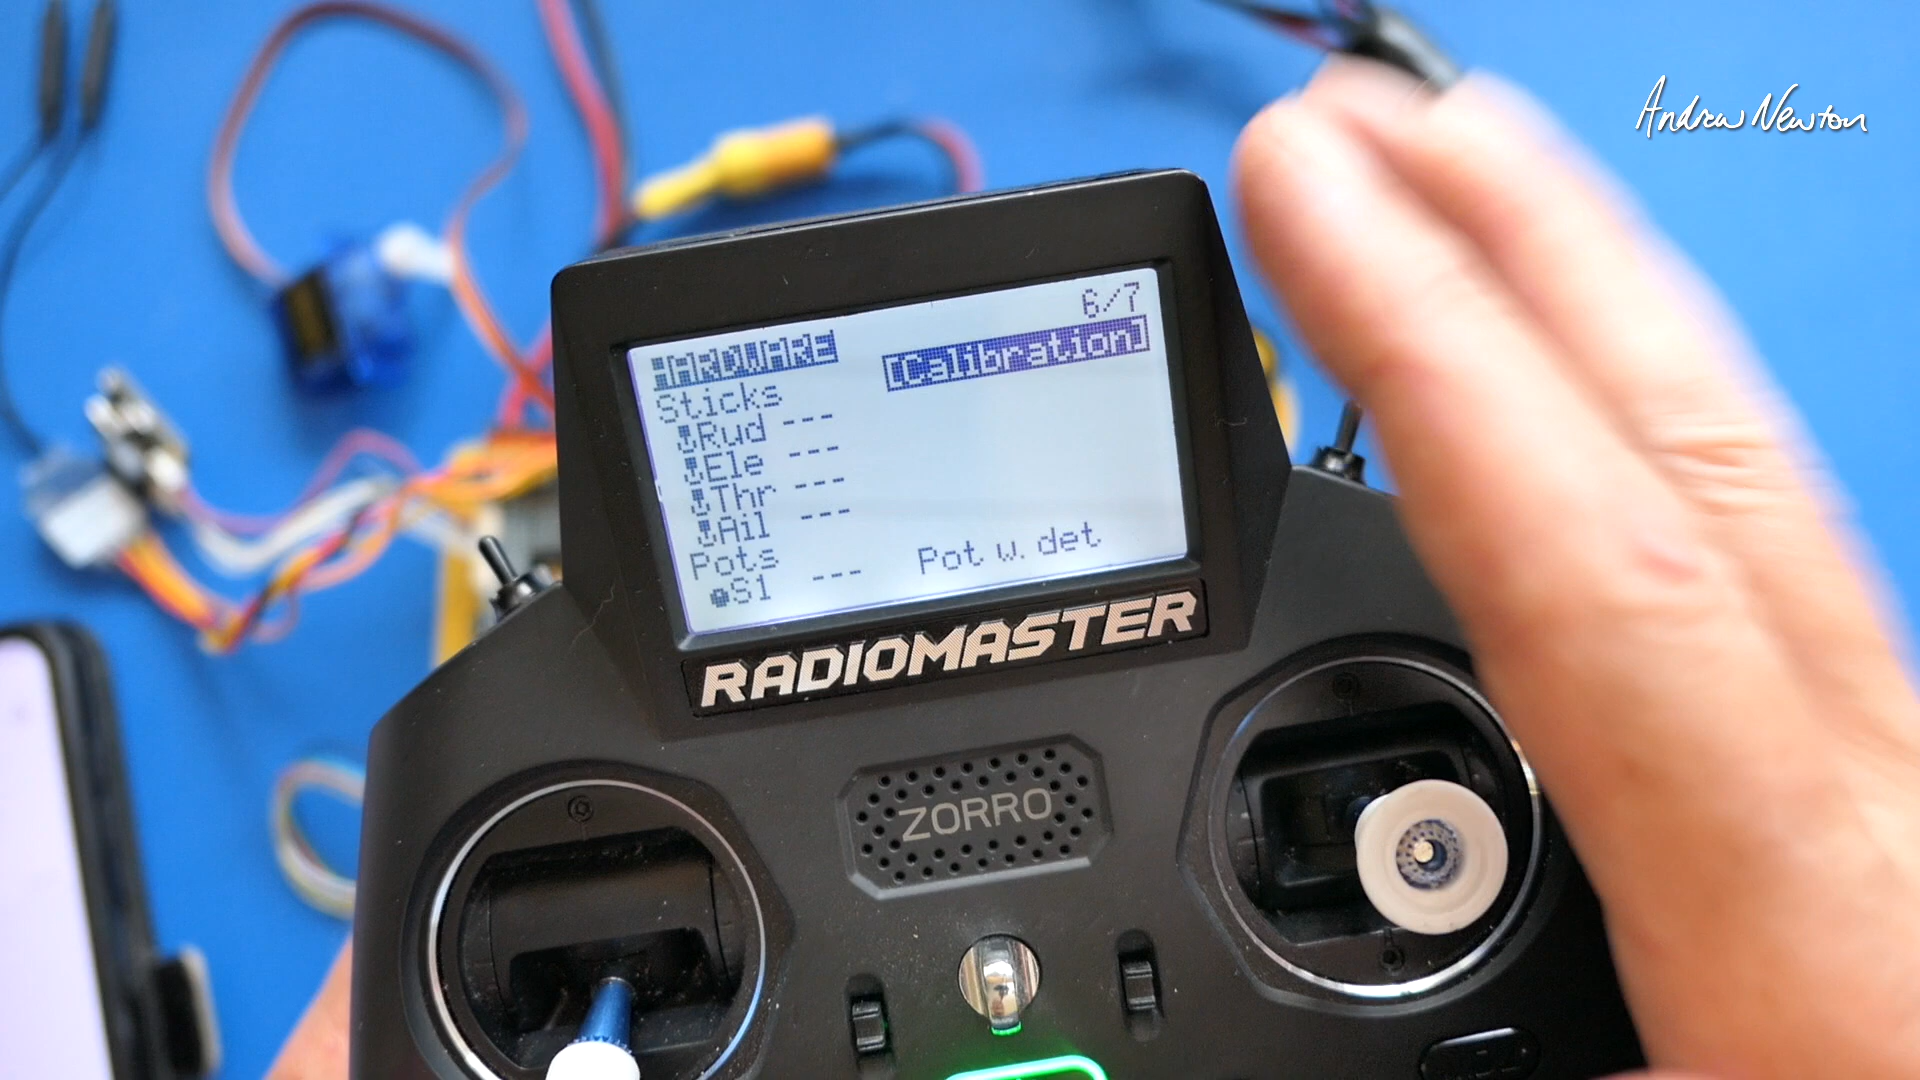 Andrew Newton
6/7
HARDWARE
[Calibration]
Sticks
Rud ---
Ele ---
Thr ---
Ail ---
Pots
S1 --- Pot w. det
RADIOMASTER
ZORRO